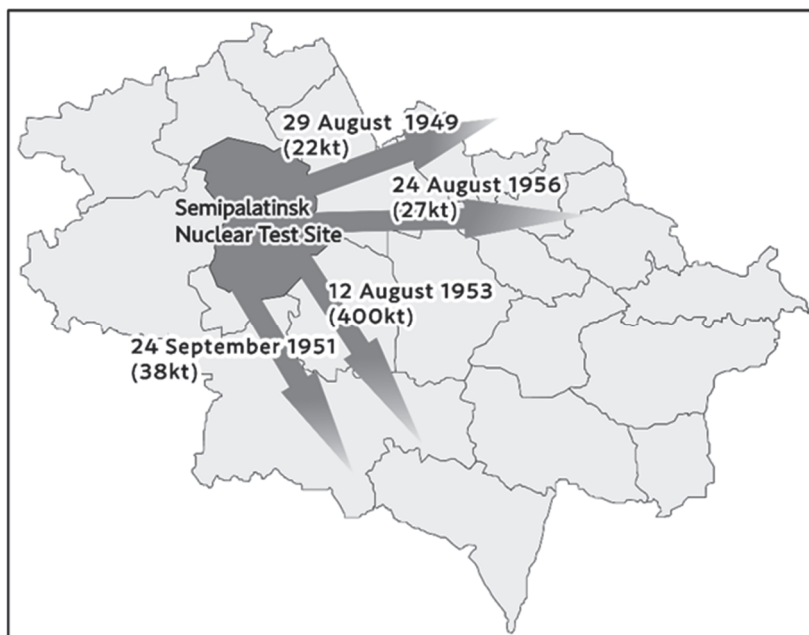 29 August 1949
(22kt)
24 August 1956
(27kt)
Semipalatinsk
Nuclear Test Site
12 August 1953
(400kt)
24 September 1951
(38kt)